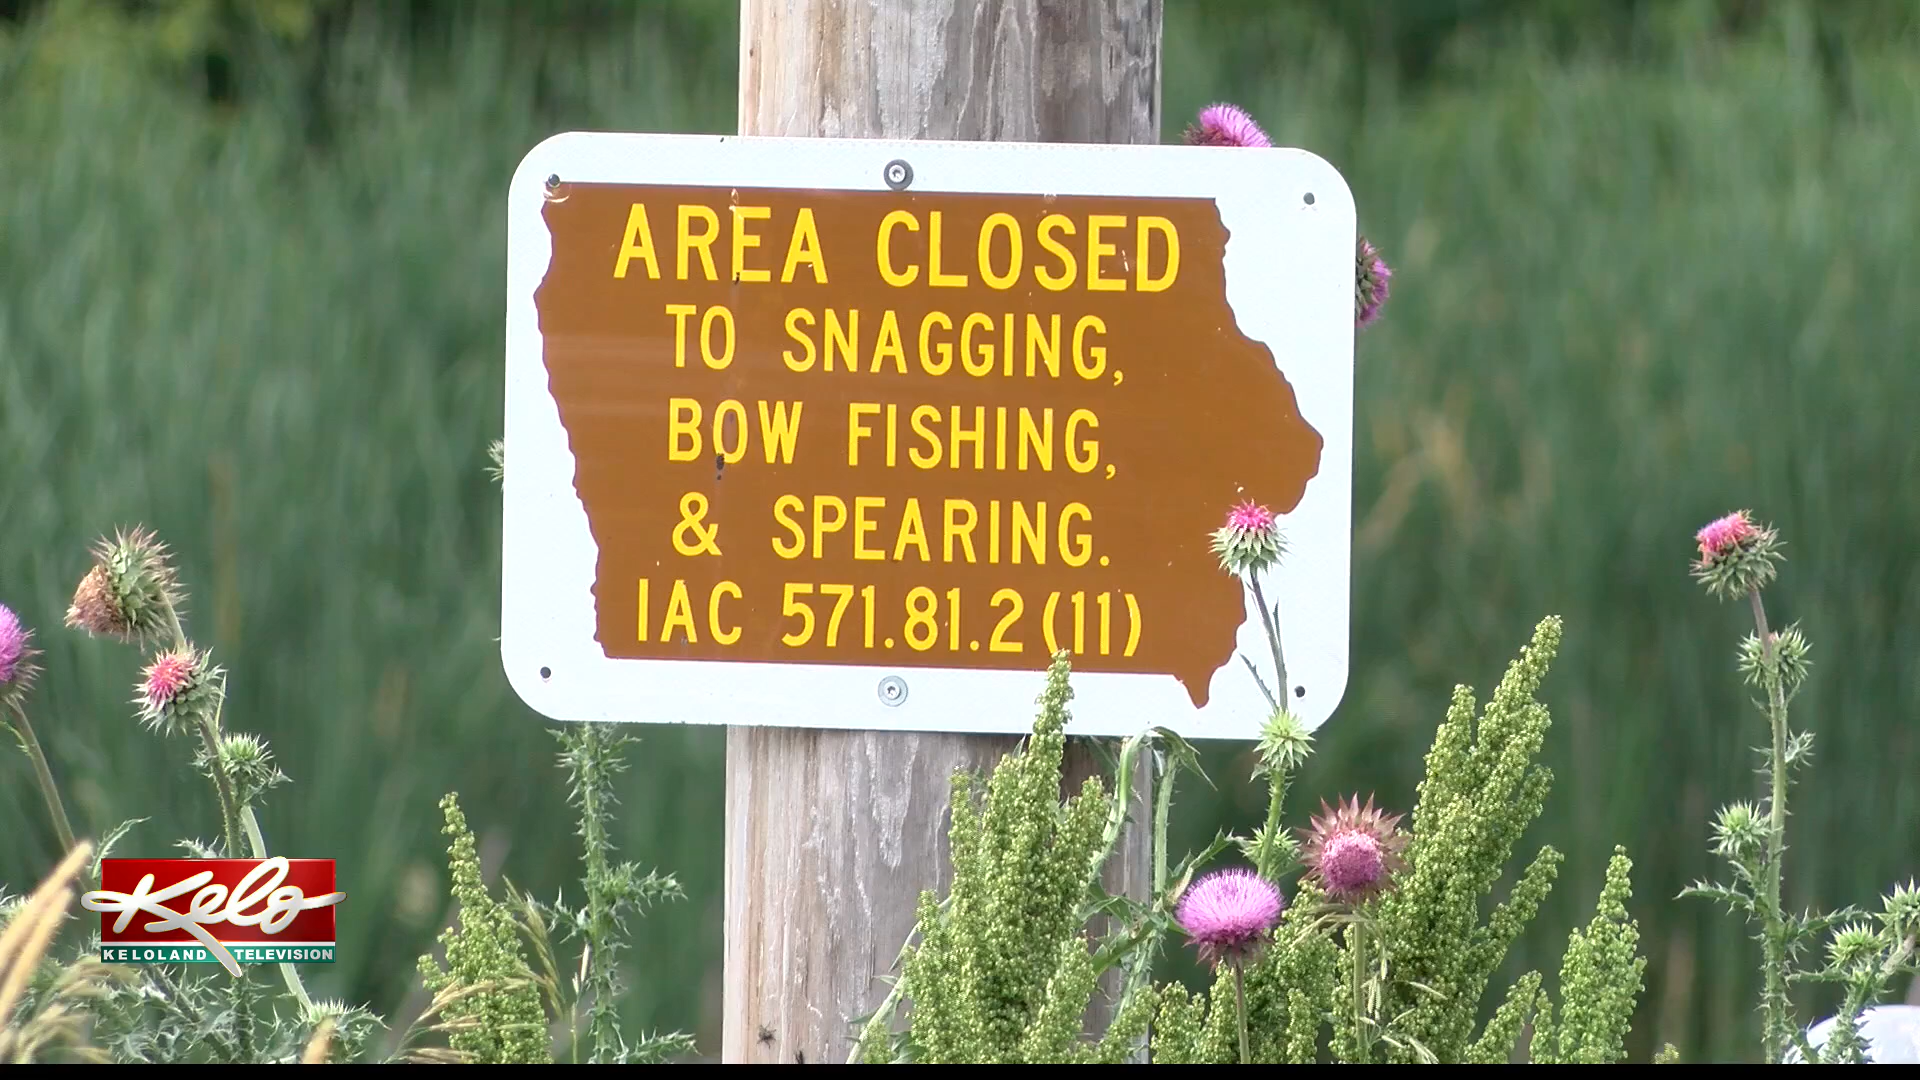 AREA CLOSED
TO SNAGGING,
BOW FISHING,
& SPEARING.
IAC 571.81.2(11)
Kelo
KELOLAND TELEVISION